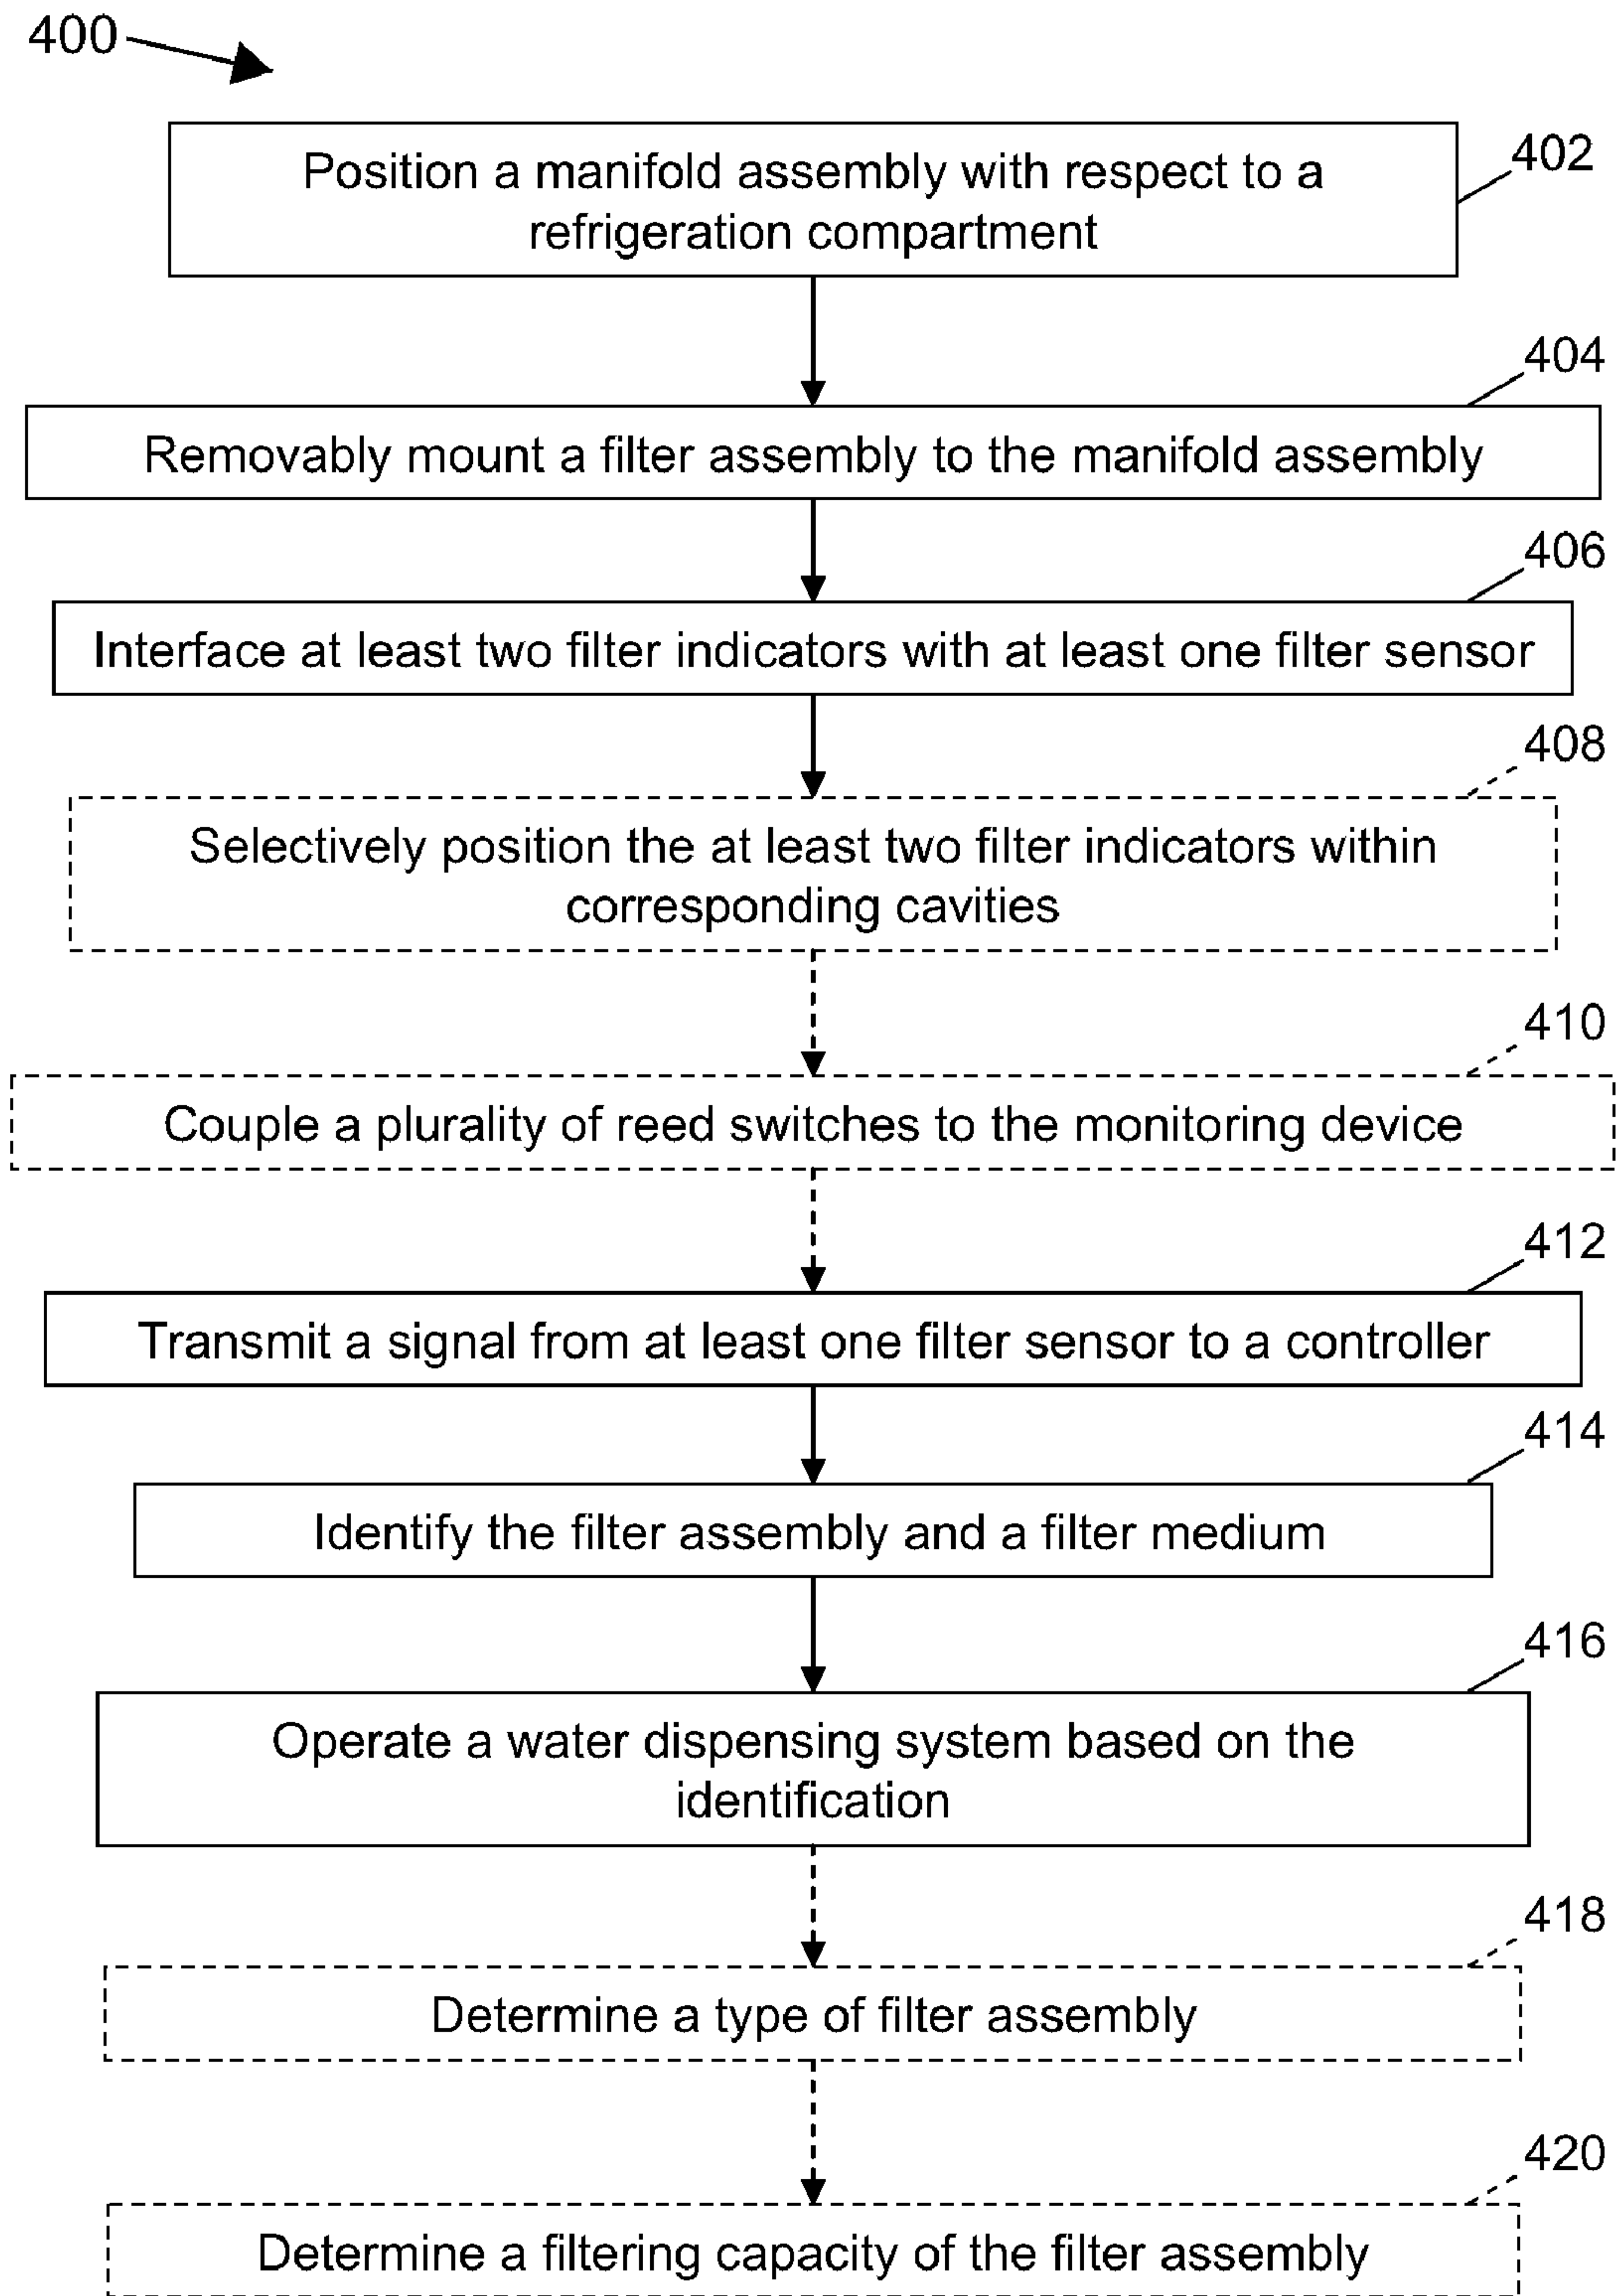 400
Position a manifold assembly with respect to a
refrigeration compartment
402
404
Removably mount a filter assembly to the manifold assembly
406
Interface at least two filter indicators with at least one filter sensor
408
Selectively position the at least two filter indicators within
corresponding cavities
410
Couple a plurality of reed switches to the monitoring device
412
Transmit a signal from at least one filter sensor to a controller
414
Identify the filter assembly and a filter medium
416
Operate a water dispensing system based on the
identification
418
Determine a type of filter assembly
420
Determine a filtering capacity of the filter assembly